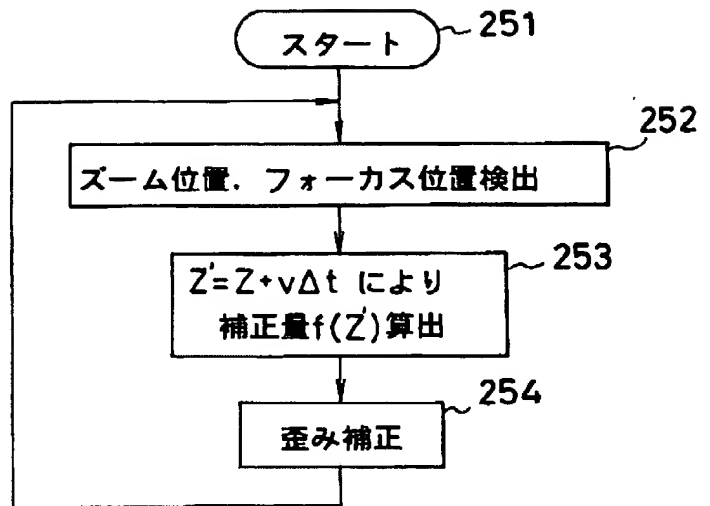 スタート
251
252
ズーム位置．フォーカス位置検出
253
Z'=Z+vΔt により
補正量f(Z')算出
254
歪み補正